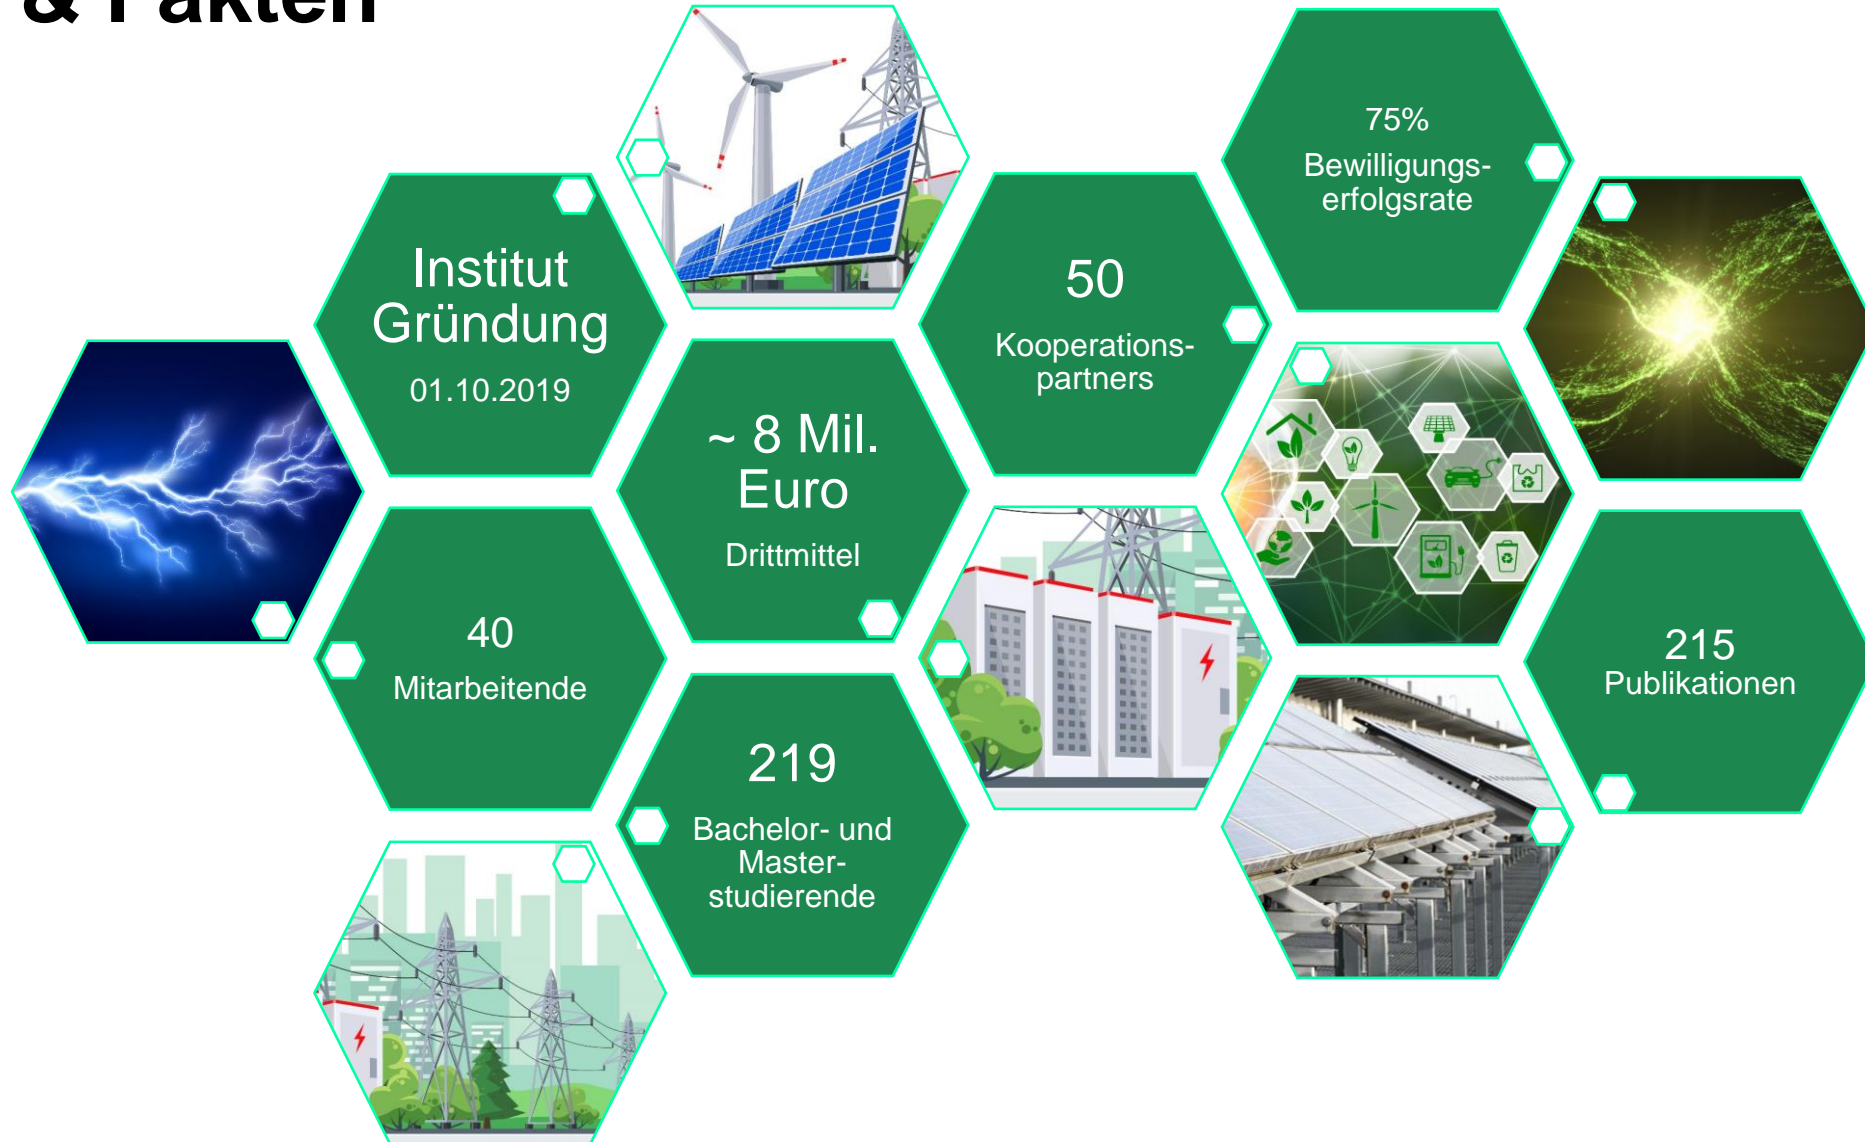 & Fakten
Institut
Gründung
01.10.2019
40
Mitarbeitende
~ 8 Mil.
Euro
Drittmittel
219
Bachelor- und
Master-
studierende
50
Kooperations-
partners
75%
Bewilligungs-
erfolgsrate
215
Publikationen